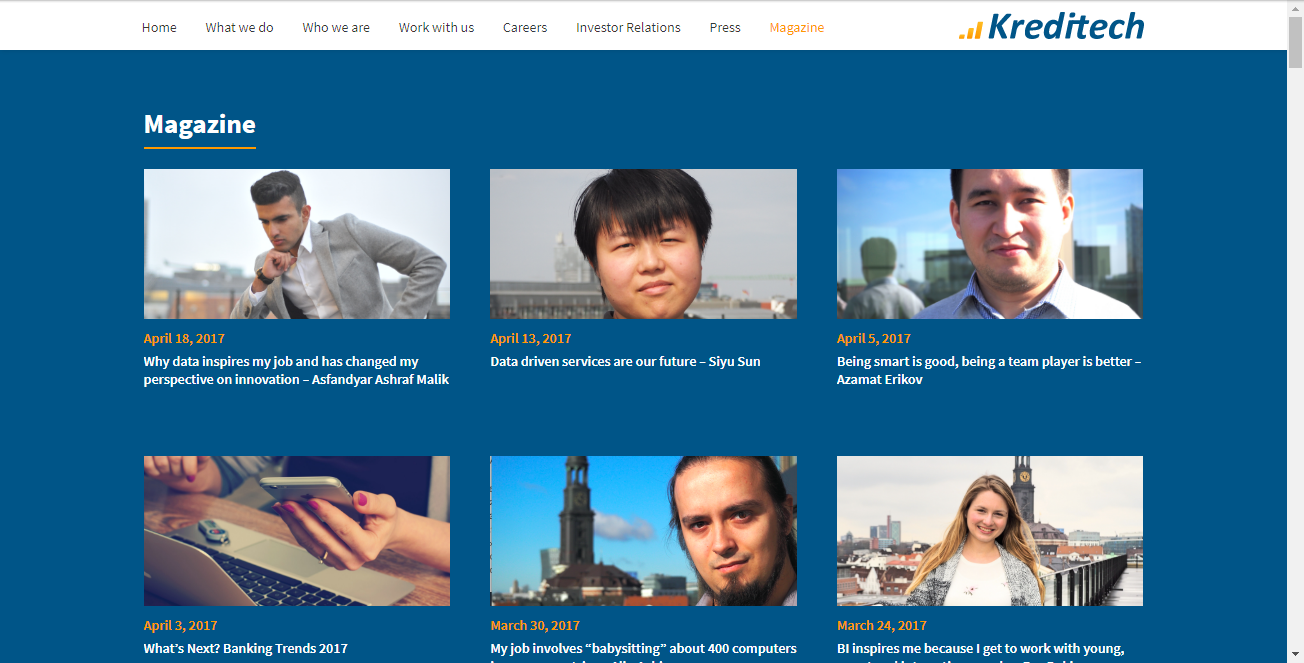 Home What we do Who we are Work with us Careers Investor Relations Press Magazine Kreditech
Magazine
April 18, 2017
Why data inspires my job and has changed my
perspective on innovation – Asfandyar Ashraf Malik
April 13, 2017
Data driven services are our future – Siyu Sun
April 5, 2017
Being smart is good, being a team player is better –
Azamat Erikov
April 3, 2017
What’s Next? Banking Trends 2017
March 30, 2017
My job involves “babysitting” about 400 computers
March 24, 2017
BI inspires me because I get to work with young,